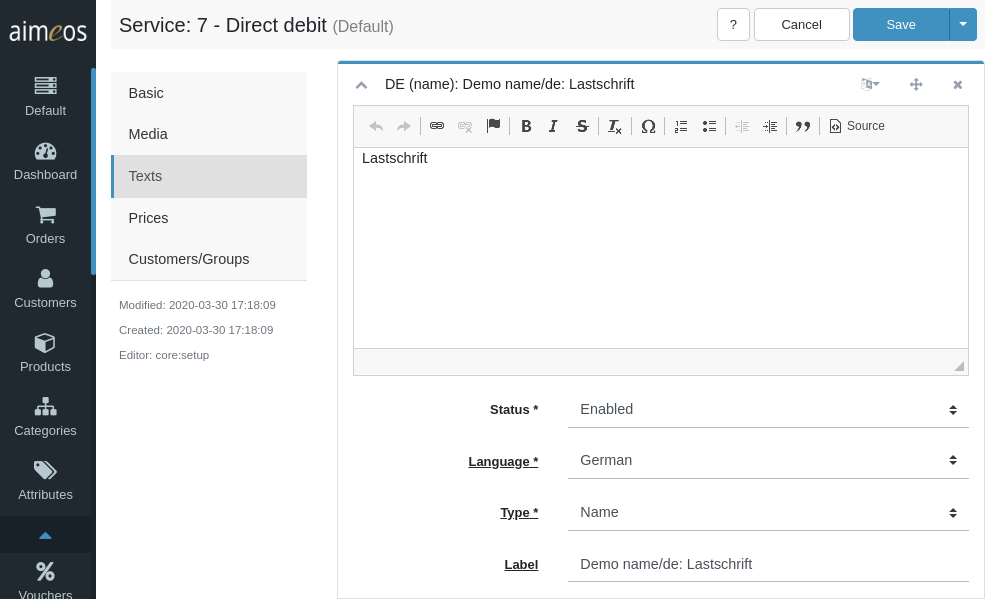 aimeos
Default
Dashboard
Orders
Customers
Products
Categories
Attributes
Vouchers
Service: 7 - Direct debit (Default)
?
Cancel
Save
Basic
Media
Texts
Prices
Customers/Groups
Modified: 2020-03-30 17:18:09
Created: 2020-03-30 17:18:09
Editor: core:setup
DE (name): Demo name/de: Lastschrift
B I S Tx Ω Source
Lastschrift
Status * Enabled
Language * German
Type * Name
Label Demo name/de: Lastschrift